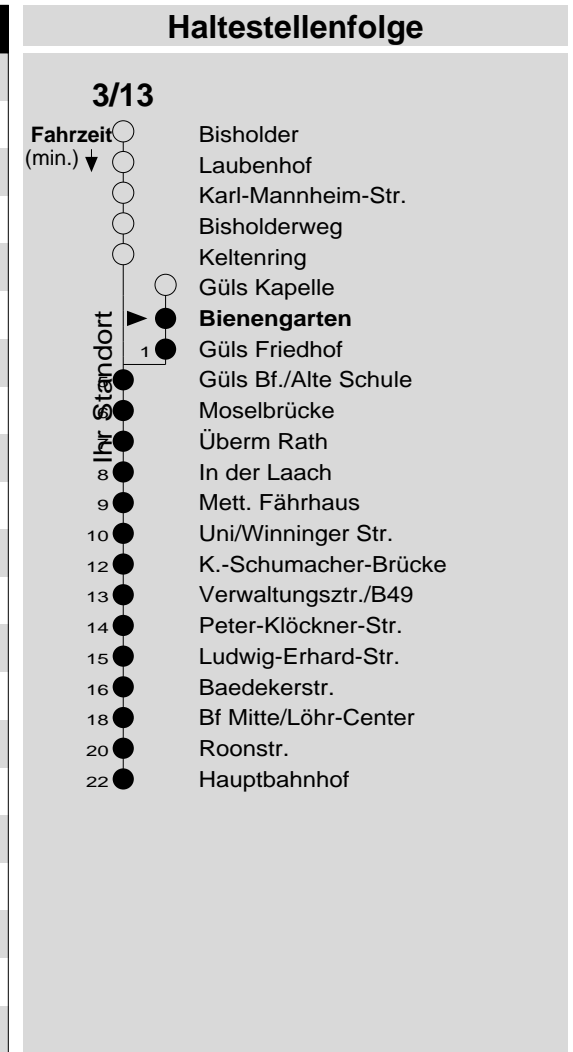 Haltestellenfolge
3/13
Fahrzeit
(min.)
Bisholder
Laubenhof
Karl-Mannheim-Str.
Bisholderweg
Keltenring
Güls Kapelle
Bienengarten
1 Güls Friedhof
Güls Bf./Alte Schule
Moselbrücke
Überm Rath
8 In der Laach
9 Mett. Fährhaus
10 Uni/Winninger Str.
12 K.-Schumacher-Brücke
13 Verwaltungsztr./B49
14 Peter-Klöckner-Str.
15 Ludwig-Erhard-Str.
16 Baedekerstr.
18 Bf Mitte/Löhr-Center
20 Roonstr.
22 Hauptbahnhof
Ihr Standort